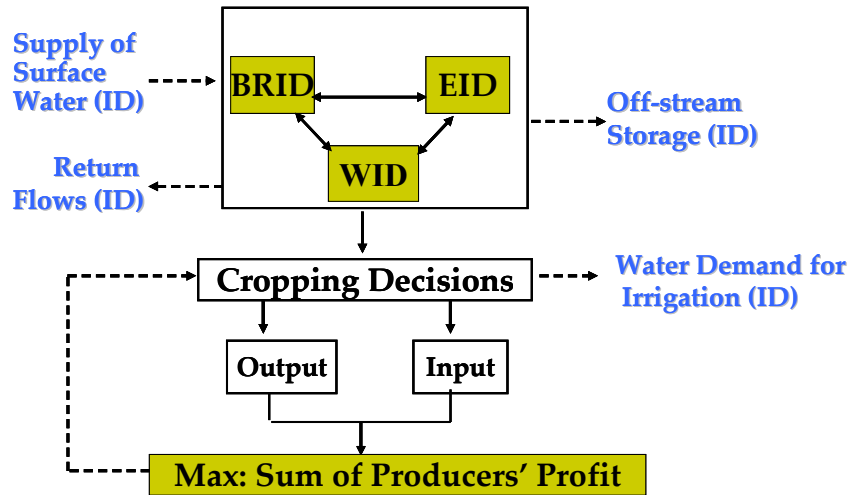 Supply of
Surface
Water (ID)
BRID
EID
Off-stream
Storage (ID)
Return
Flows (ID)
WID
Cropping Decisions
Water Demand for
Irrigation (ID)
Output
Input
Max: Sum of Producers’ Profit